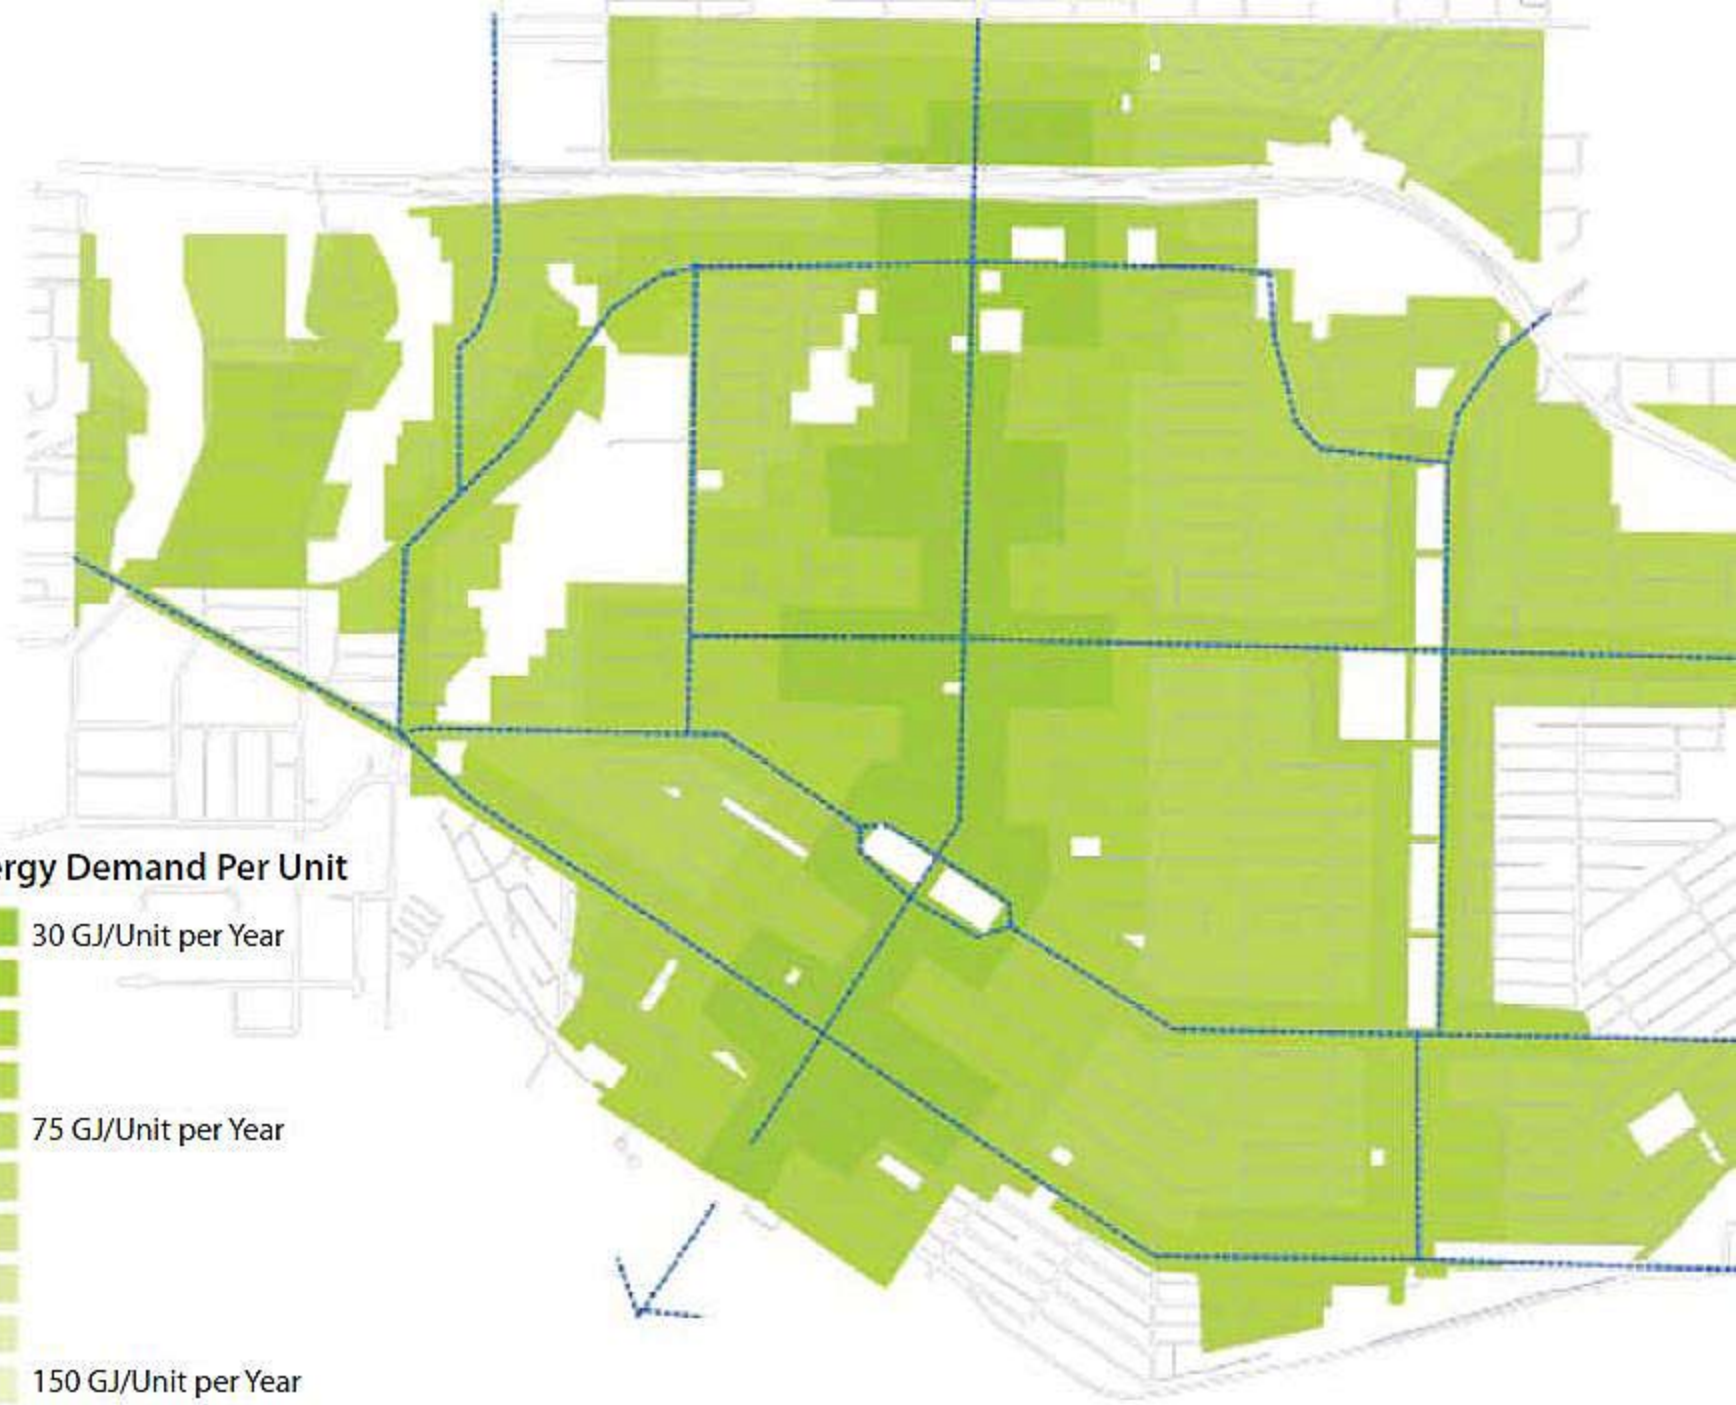 ergy Demand Per Unit
30 GJ/Unit per Year
75 GJ/Unit per Year
150 GJ/Unit per Year